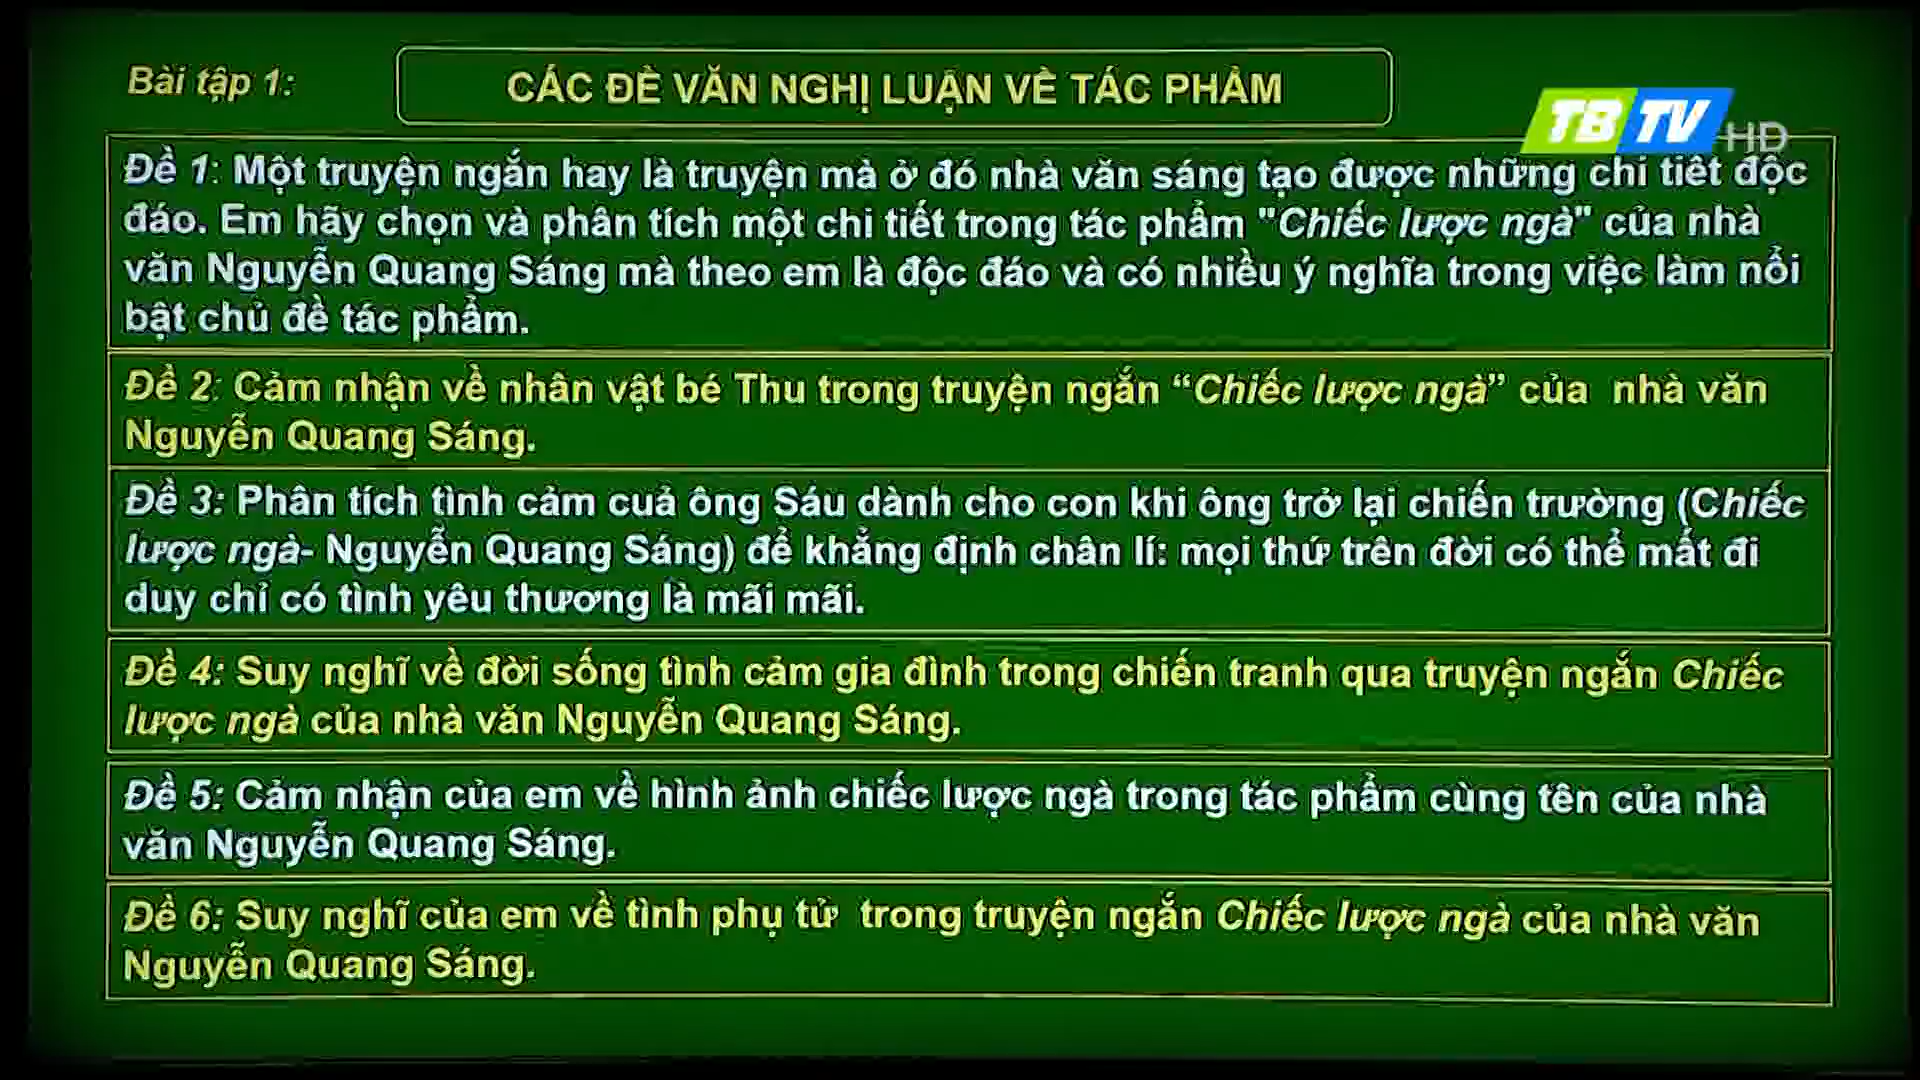 Bài tập 1:
CÁC ĐỀ VĂN NGHỊ LUẬN VỀ TÁC PHẨM
TBTV HD
Đề 1: Một truyện ngắn hay là truyện mà ở đó nhà văn sáng tạo được những chi tiết độc
đáo. Em hãy chọn và phân tích một chi tiết trong tác phẩm "Chiếc lược ngà" của nhà
văn Nguyễn Quang Sáng mà theo em là độc đáo và có nhiều ý nghĩa trong việc làm nổi
bật chủ đề tác phẩm.
Đề 2: Cảm nhận về nhân vật bé Thu trong truyện ngắn “Chiếc lược ngà” của nhà văn
Nguyễn Quang Sáng.
Đề 3: Phân tích tình cảm cuả ông Sáu dành cho con khi ông trở lại chiến trường (Chiếc
lược ngà- Nguyễn Quang Sáng) để khẳng định chân lí: mọi thứ trên đời có thể mất đi
duy chỉ có tình yêu thương là mãi mãi.
Đề 4: Suy nghĩ về đời sống tình cảm gia đình trong chiến tranh qua truyện ngắn Chiếc
lược ngà của nhà văn Nguyễn Quang Sáng.
Đề 5: Cảm nhận của em về hình ảnh chiếc lược ngà trong tác phẩm cùng tên của nhà
văn Nguyễn Quang Sáng.
Đề 6: Suy nghĩ của em về tình phụ tử trong truyện ngắn Chiếc lược ngà của nhà văn
Nguyễn Quang Sáng.